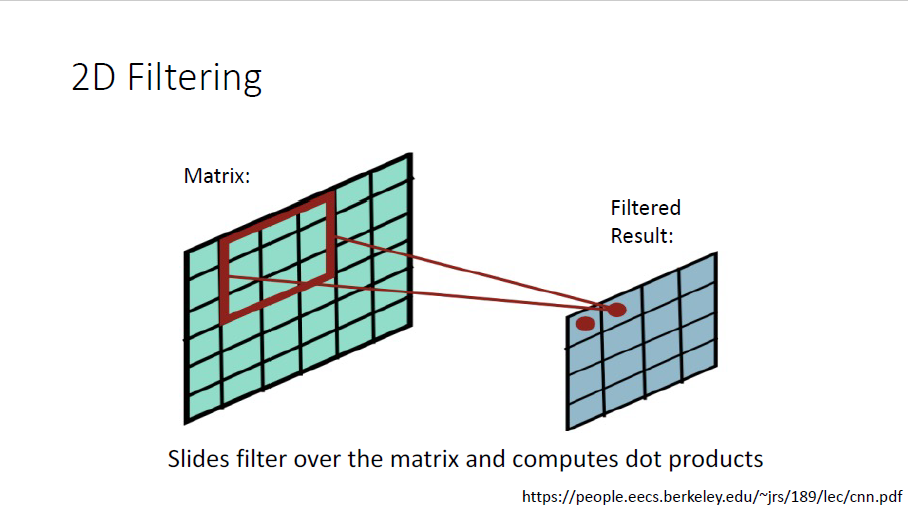 2D Filtering
Matrix:
Filtered
Result:
Slides filter over the matrix and computes dot products
https://people.eecs.berkeley.edu/~jrs/189/lec/cnn.pdf